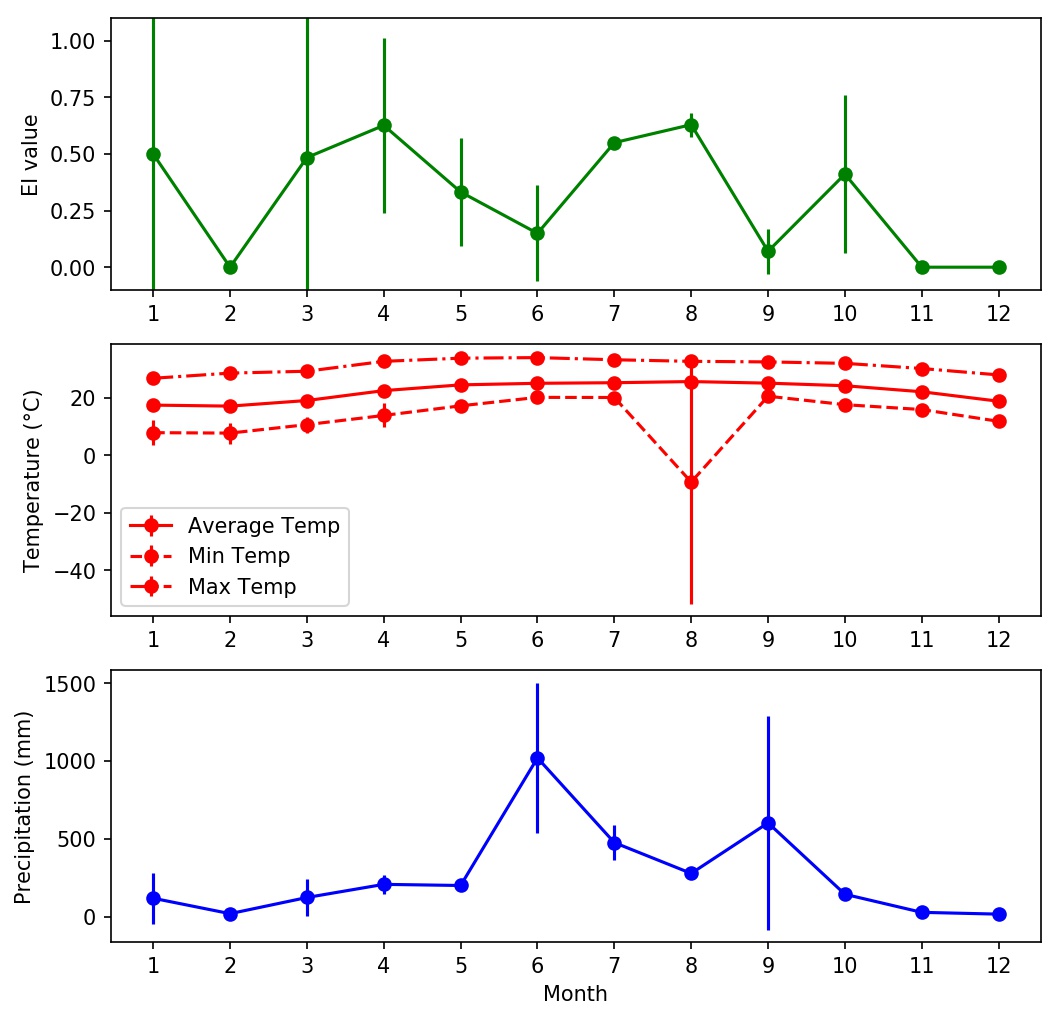 EI value
1.00
0.75
0.50
0.25
0.00
1 2 3 4 5 6 7 8 9 10 11 12
Temperature (°C)
20
0
−20
−40
Average Temp
Min Temp
Max Temp
1 2 3 4 5 6 7 8 9 10 11 12
Precipitation (mm)
1500
1000
500
0
1 2 3 4 5 6 7 8 9 10 11 12
Month